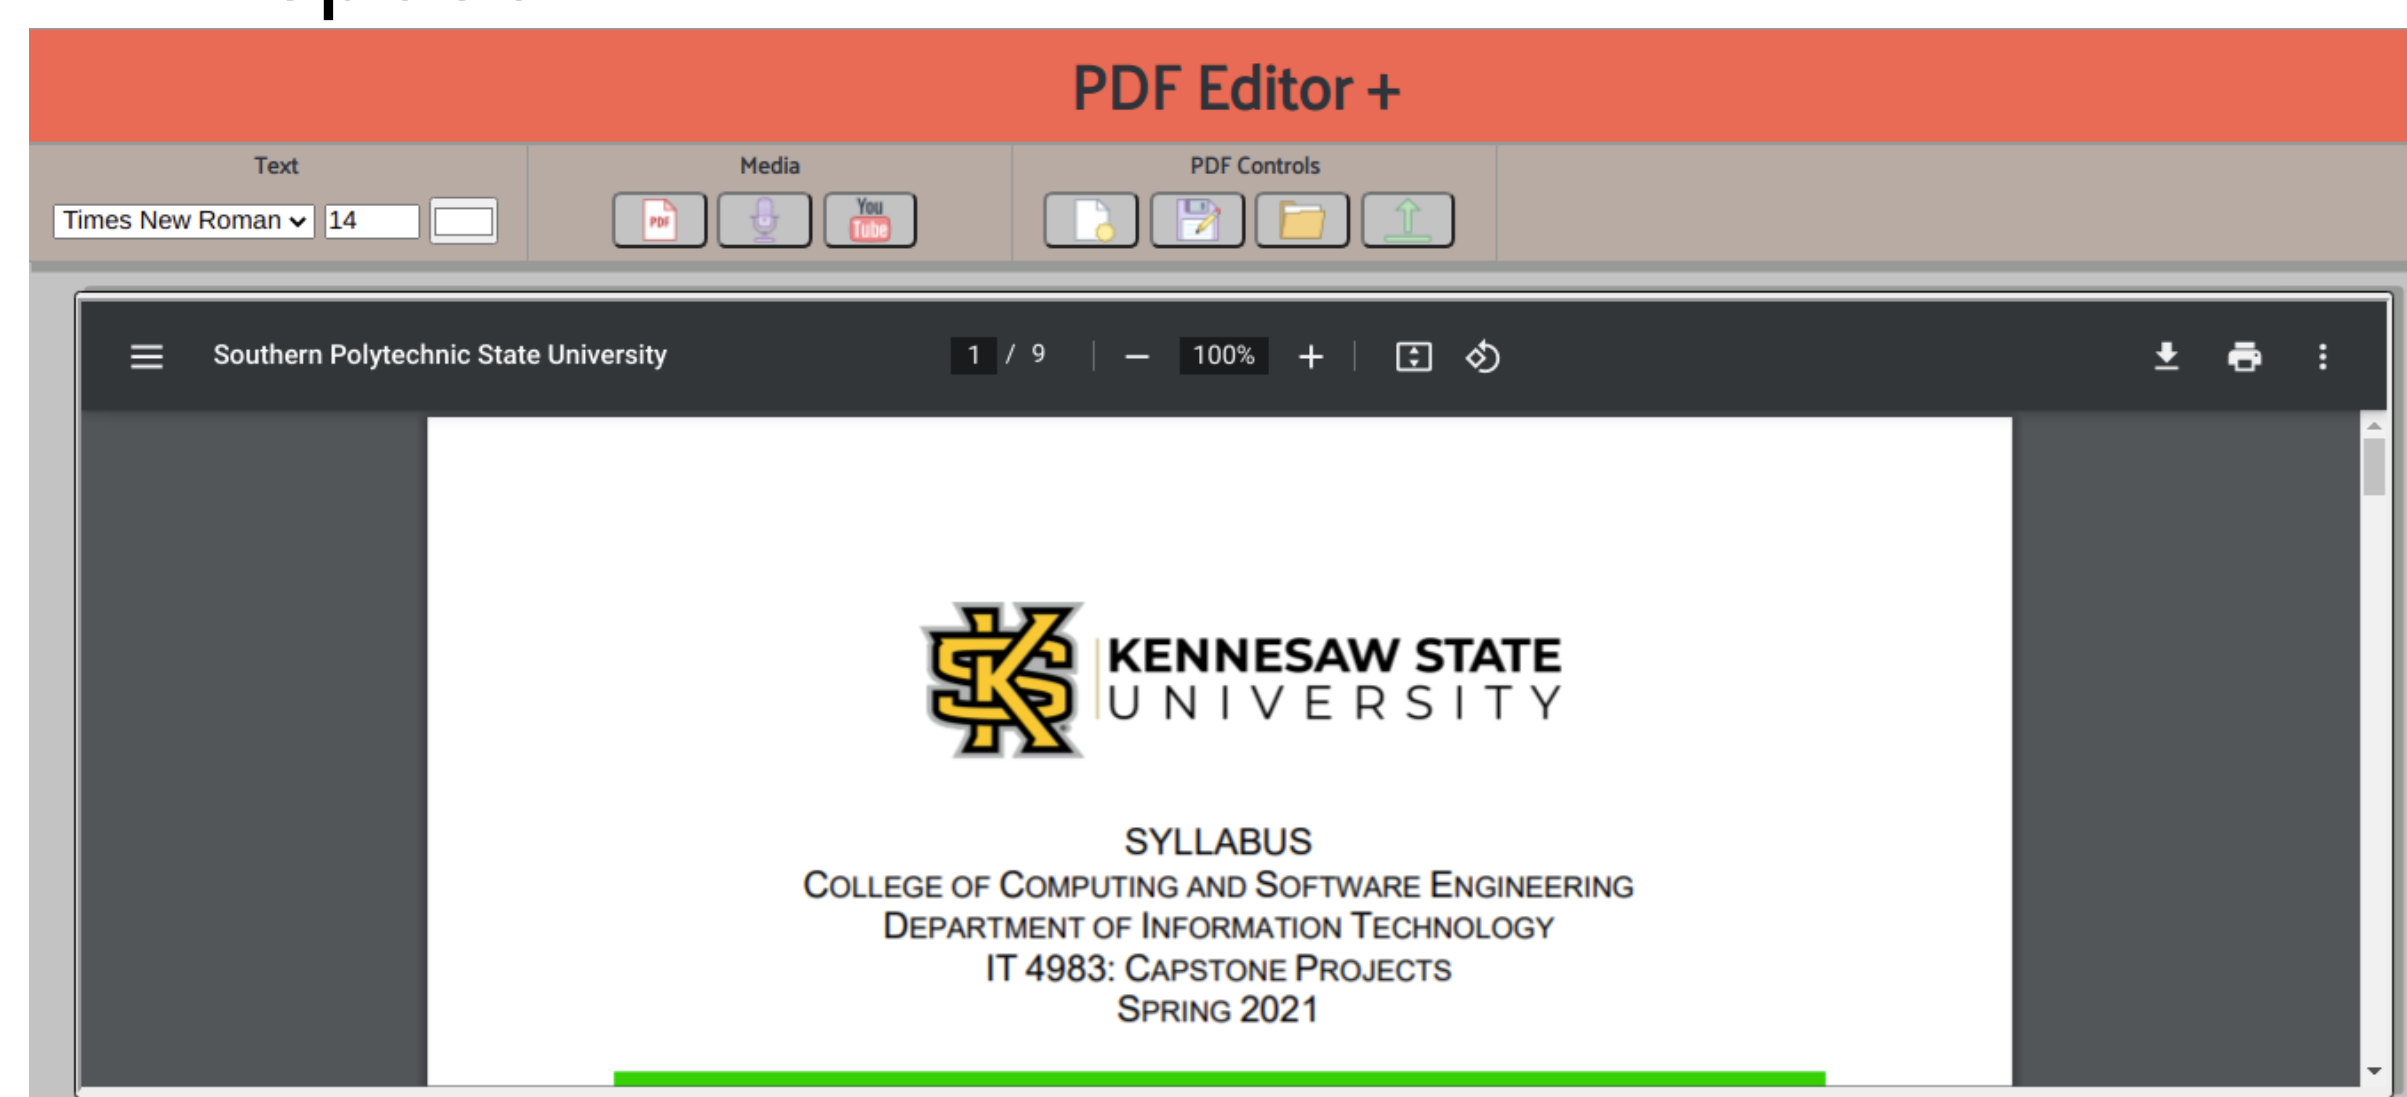 PDF Editor +
Text
Media
PDF Controls
Times New Roman
14
PDF
You
Tube
Southern Polytechnic State University
1 / 9
100%
KENNESAW STATE
UNIVERSITY
SYLLABUS
COLLEGE OF COMPUTING AND SOFTWARE ENGINEERING
DEPARTMENT OF INFORMATION TECHNOLOGY
IT 4983: CAPSTONE PROJECTS
SPRING 2021